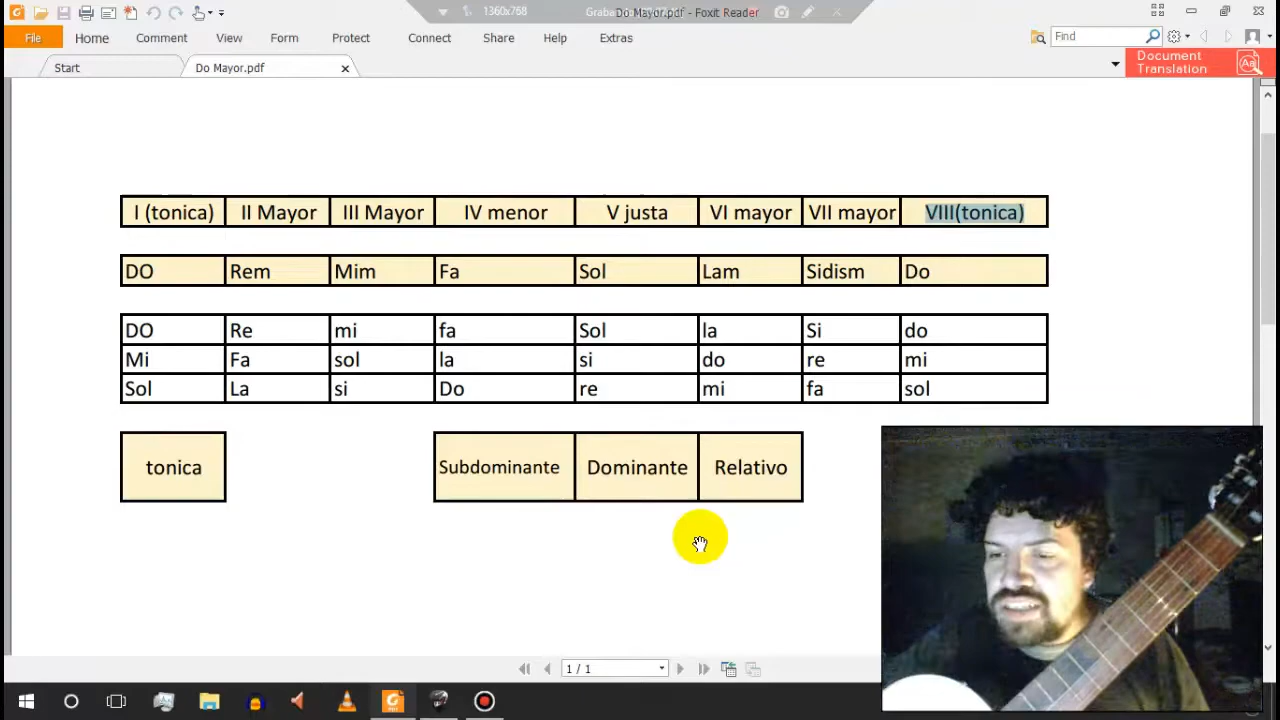 1360x768
Graba
Do Mayor.pdf - Foxit Reader
File Home Comment View Form Protect Connect Share Help Extras
Find
Start
Do Mayor.pdf
Document
Translation
I (tonica) II Mayor III Mayor IV menor V justa VI mayor VII mayor VIII(tonica)
DO Rem Mim Fa Sol Lam Sidism Do
DO Re mi fa Sol la Si do
Mi Fa sol la si do re mi
Sol La si Do re mi fa sol
tonica Subdominante Dominante Relativo
1 / 1